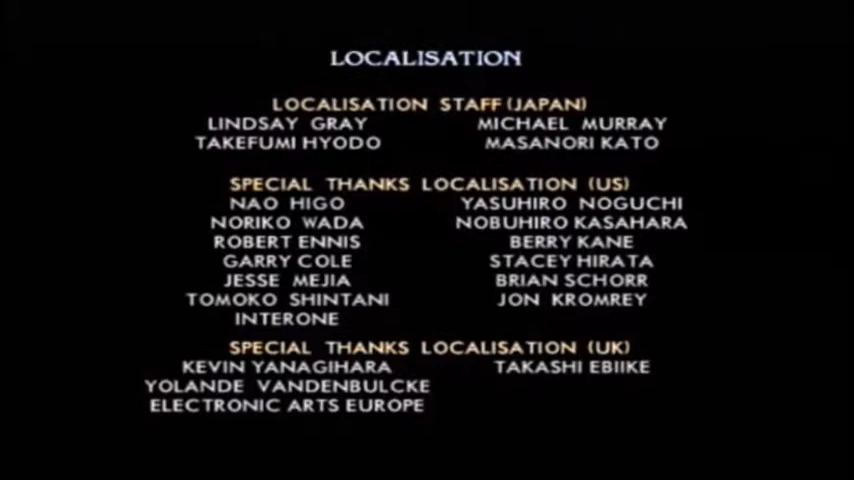 LOCALISATION
LOCALISATION STAFF (JAPAN)
LINDSAY GRAY MICHAEL MURRAY
TAKEFUMI HYODO MASANORI KATO
SPECIAL THANKS LOCALISATION (US)
NAO HIGO YASUHIRO NOGUCHI
NORIKO WADA NOBUHIRO KASAHARA
ROBERT ENNIS BERRY KANE
GARRY COLE STACEY HIRATA
JESSE MEJIA BRIAN SCHORR
TOMOKO SHINTANI JON KROMREY
INTERONE
SPECIAL THANKS LOCALISATION (UK)
KEVIN YANAGIHARA TAKASHI EBIIKE
YOLANDE VANDENBULCKE
ELECTRONIC ARTS EUROPE